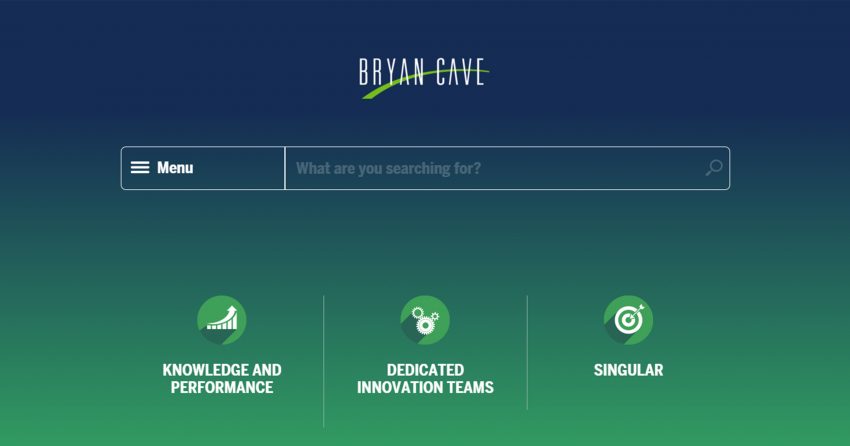 BRYAN CAVE
Menu
What are you searching for?
KNOWLEDGE AND
PERFORMANCE
DEDICATED
INNOVATION TEAMS
SINGULAR